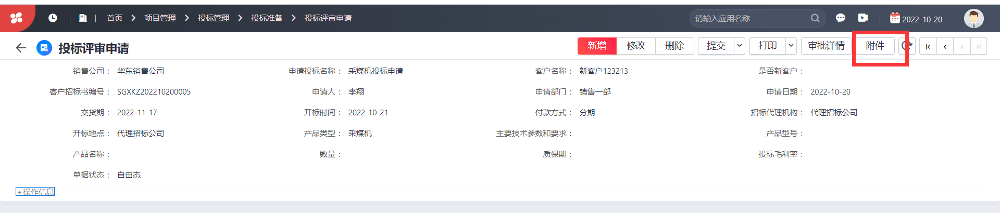 首页 项目管理 投标管理 投标准备 投标评审申请 请输入应用名称 2022-10-20
投标评审申请 新增 修改 删除 提交 打印 审批详情 附件
销售公司： 华东销售公司 申请投标名称： 采煤机投标申请 客户名称： 新客户123213 是否新客户：
客户招标书编号： SGXKZ202210200005 申请人： 李翔 申请部门： 销售一部 申请日期： 2022-10-20
交货期： 2022-11-17 开标时间： 2022-10-21 付款方式： 分期 招标代理机构： 代理招标公司
开标地点： 代理招标公司 产品类型： 采煤机 主要技术参数和要求： 产品型号：
产品名称： 数量： 质保期： 投标毛利率：
单据状态： 自由态
+操作信息